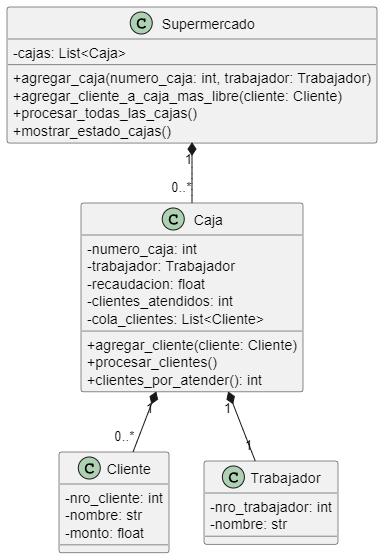 C Supermercado
-cajas: List<Caja>
+agregar_caja(numero_caja: int, trabajador: Trabajador)
+agregar_cliente_a_caja_mas_libre(cliente: Cliente)
+procesar_todas_las_cajas()
+mostrar_estado_cajas()
1
0..*
C Caja
-numero_caja: int
-trabajador: Trabajador
-recaudacion: float
-clientes_atendidos: int
-cola_clientes: List<Cliente>
+agregar_cliente(cliente: Cliente)
+procesar_clientes()
+clientes_por_atender(): int
1
1
0..*
1
C Cliente
-nro_cliente: int
-nombre: str
-monto: float
C Trabajador
-nro_trabajador: int
-nombre: str